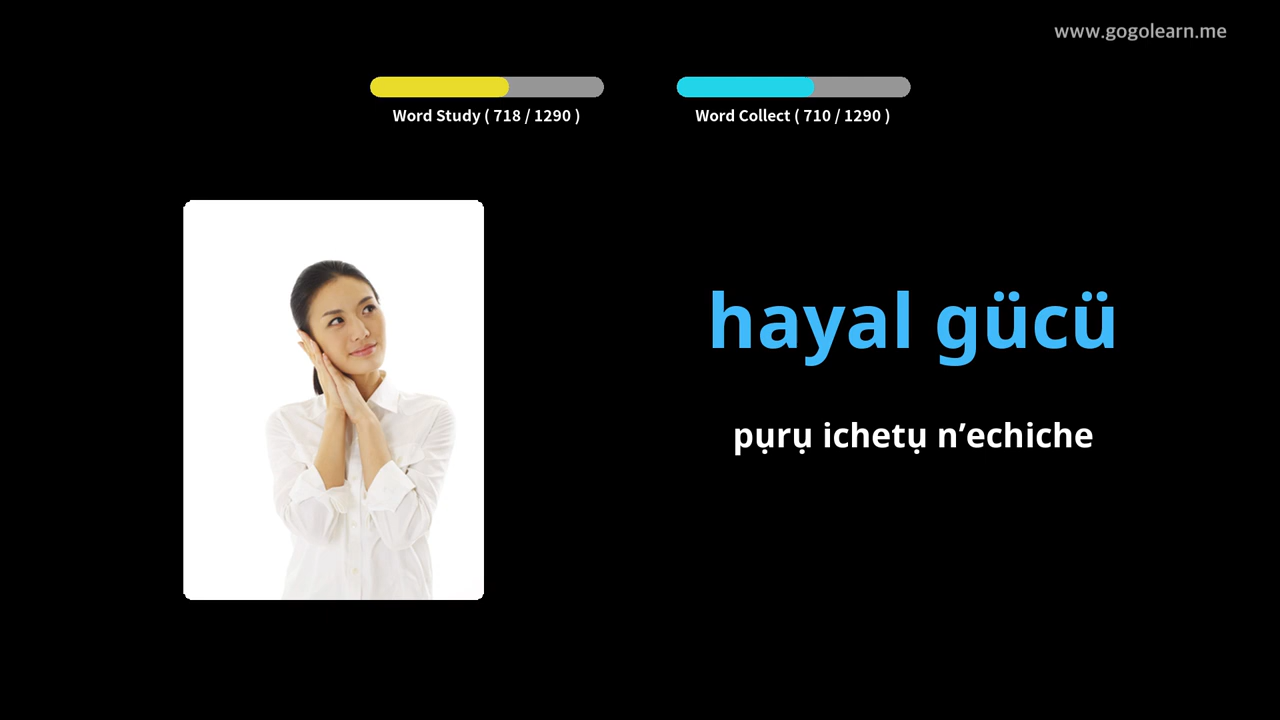 www.gogolearn.me
Word Study ( 718 / 1290 )
Word Collect ( 710 / 1290 )
hayal gücü
pụrụ ichetụ n’echiche